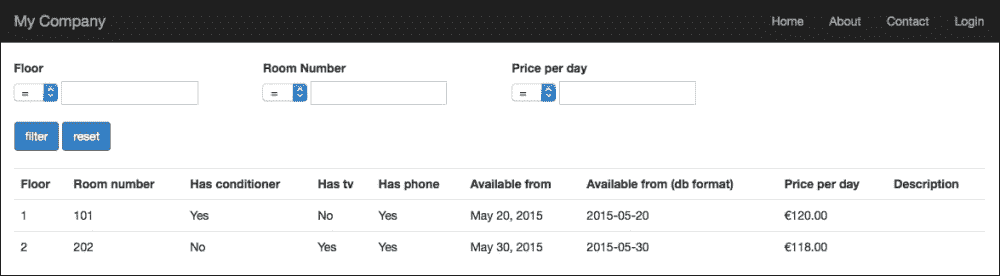 My Company Home About Contact Login
Floor Room Number Price per day
= = =
filter reset
Floor Room number Has conditioner Has tv Has phone Available from Available from (db format) Price per day Description
1 101 Yes No Yes May 20, 2015 2015-05-20 €120.00
2 202 No Yes Yes May 30, 2015 2015-05-30 €118.00